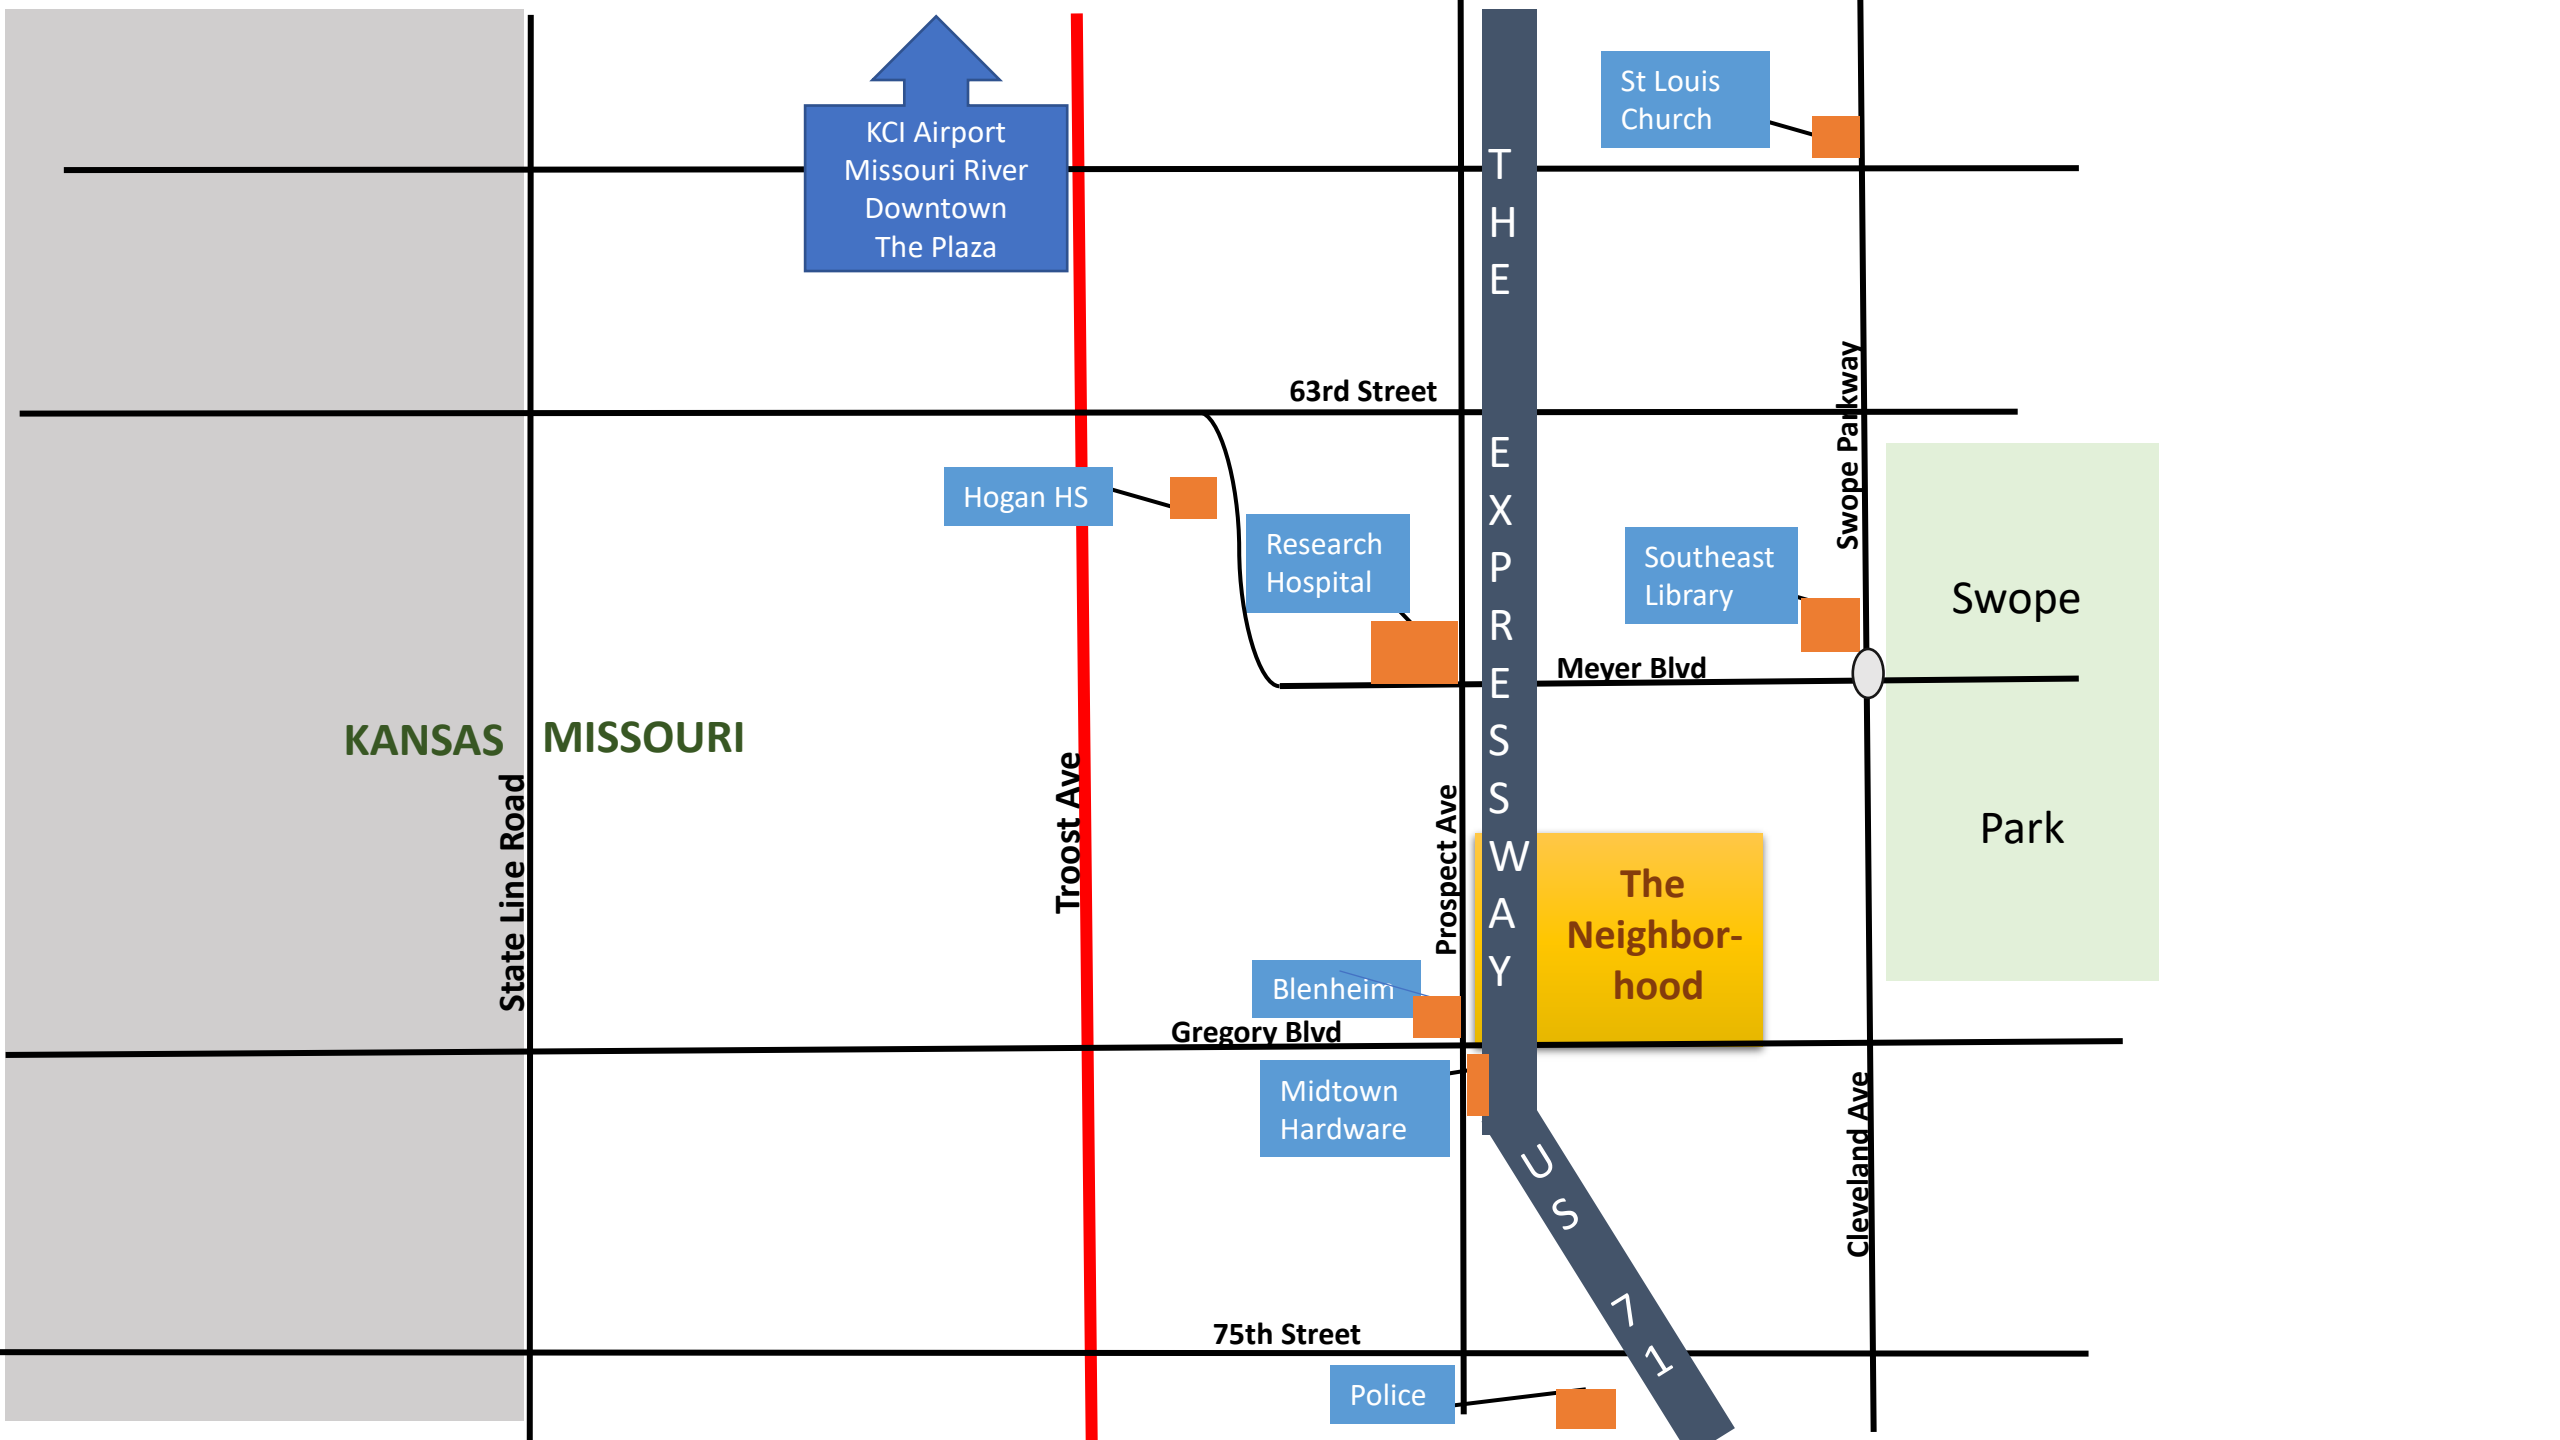 KCI Airport
Missouri River
Downtown
The Plaza
St Louis
Church
THE EXPRESSWAY
63rd Street
Swope Parkway
Hogan HS
Research
Hospital
Southeast
Library
Swope
Park
Meyer Blvd
KANSAS
MISSOURI
State Line Road
Troost Ave
Prospect Ave
The
Neighbor-
hood
Blenheim
Gregory Blvd
Midtown
Hardware
Cleveland Ave
US 71
75th Street
Police